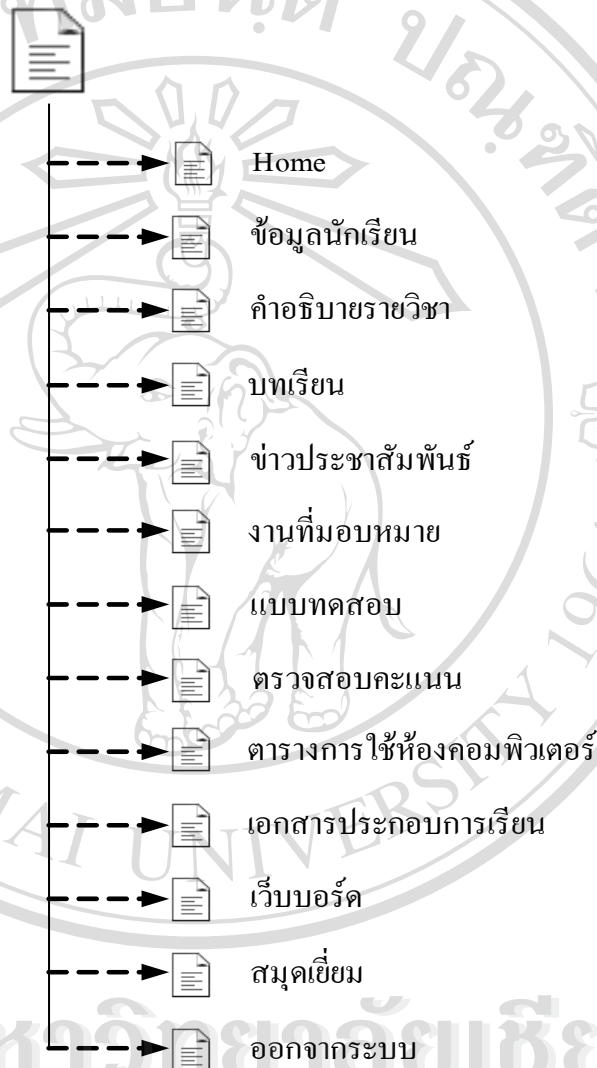 Home
ข้อมูลนักเรียน
คำอธิบายรายวิชา
บทเรียน
ข่าวประชาสัมพันธ์
งานที่มอบหมาย
แบบทดสอบ
ตรวจสอบคะแนน
ตารางการใช้ห้องคอมพิวเตอร์
เอกสารประกอบการเรียน
เว็บบอร์ด
สมุดเยี่ยม
ออกจากระบบ